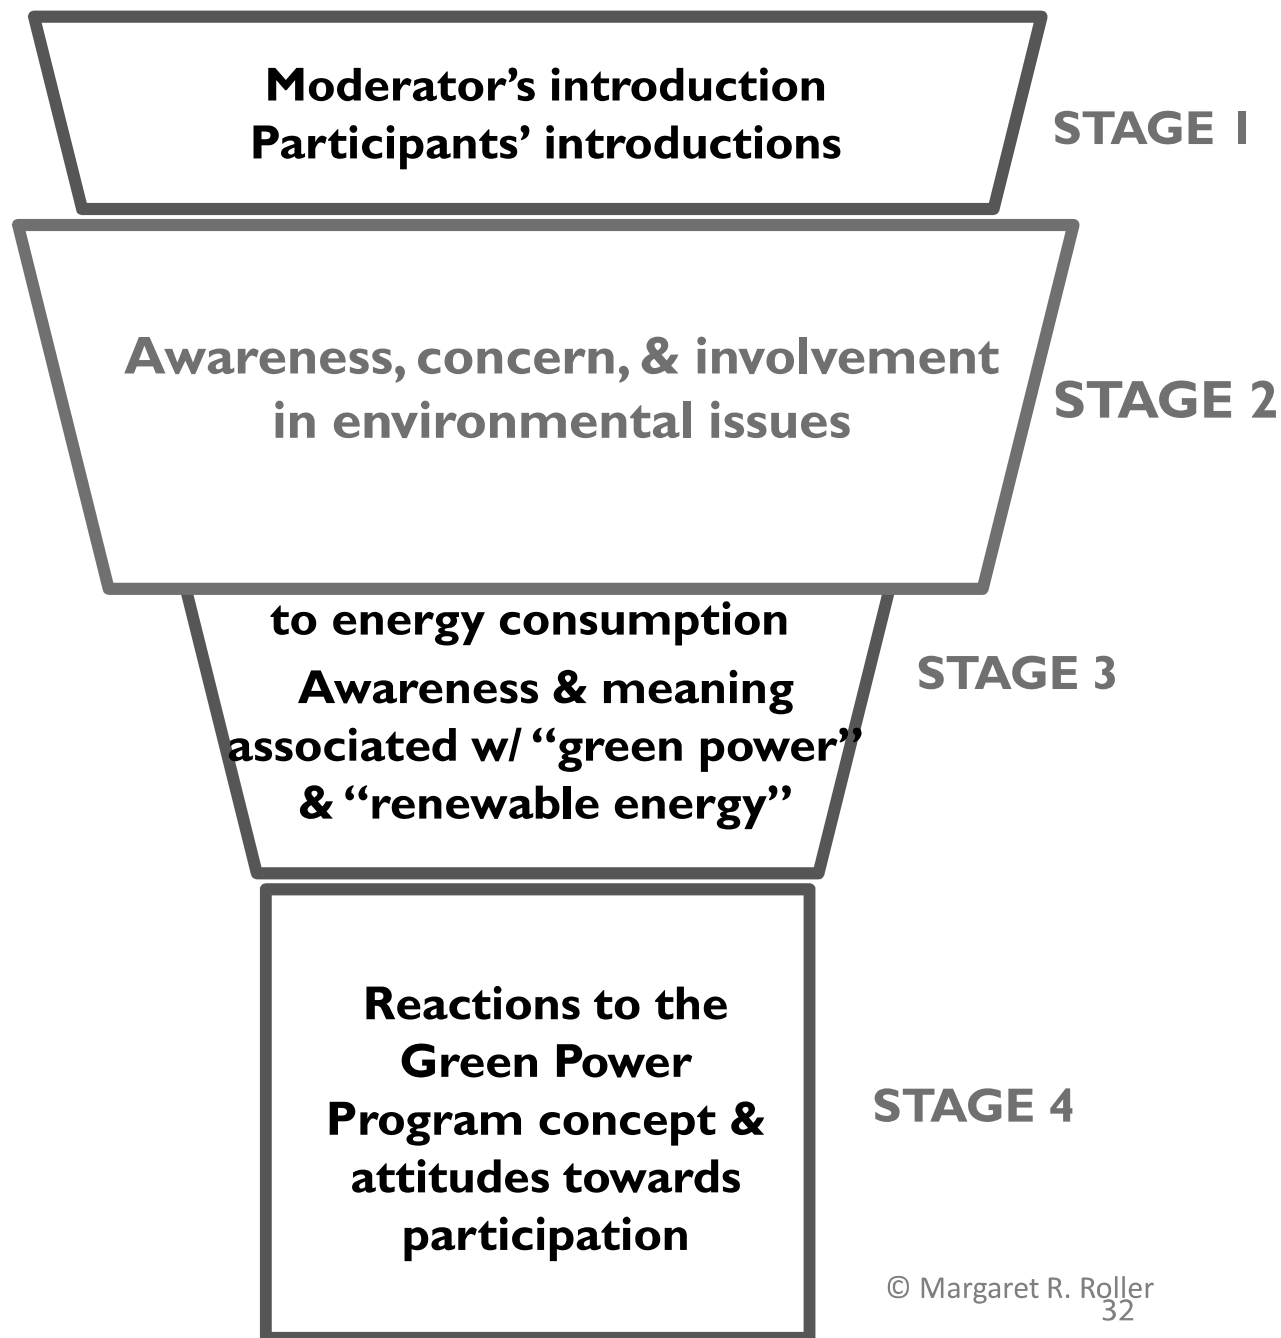 Moderator’s introduction
Participants’ introductions
STAGE 1
Awareness, concern, & involvement
in environmental issues
STAGE 2
to energy consumption
Awareness & meaning
associated w/ “green power”
& “renewable energy”
STAGE 3
Reactions to the
Green Power
Program concept &
attitudes towards
participation
STAGE 4
© Margaret R. Roller
32